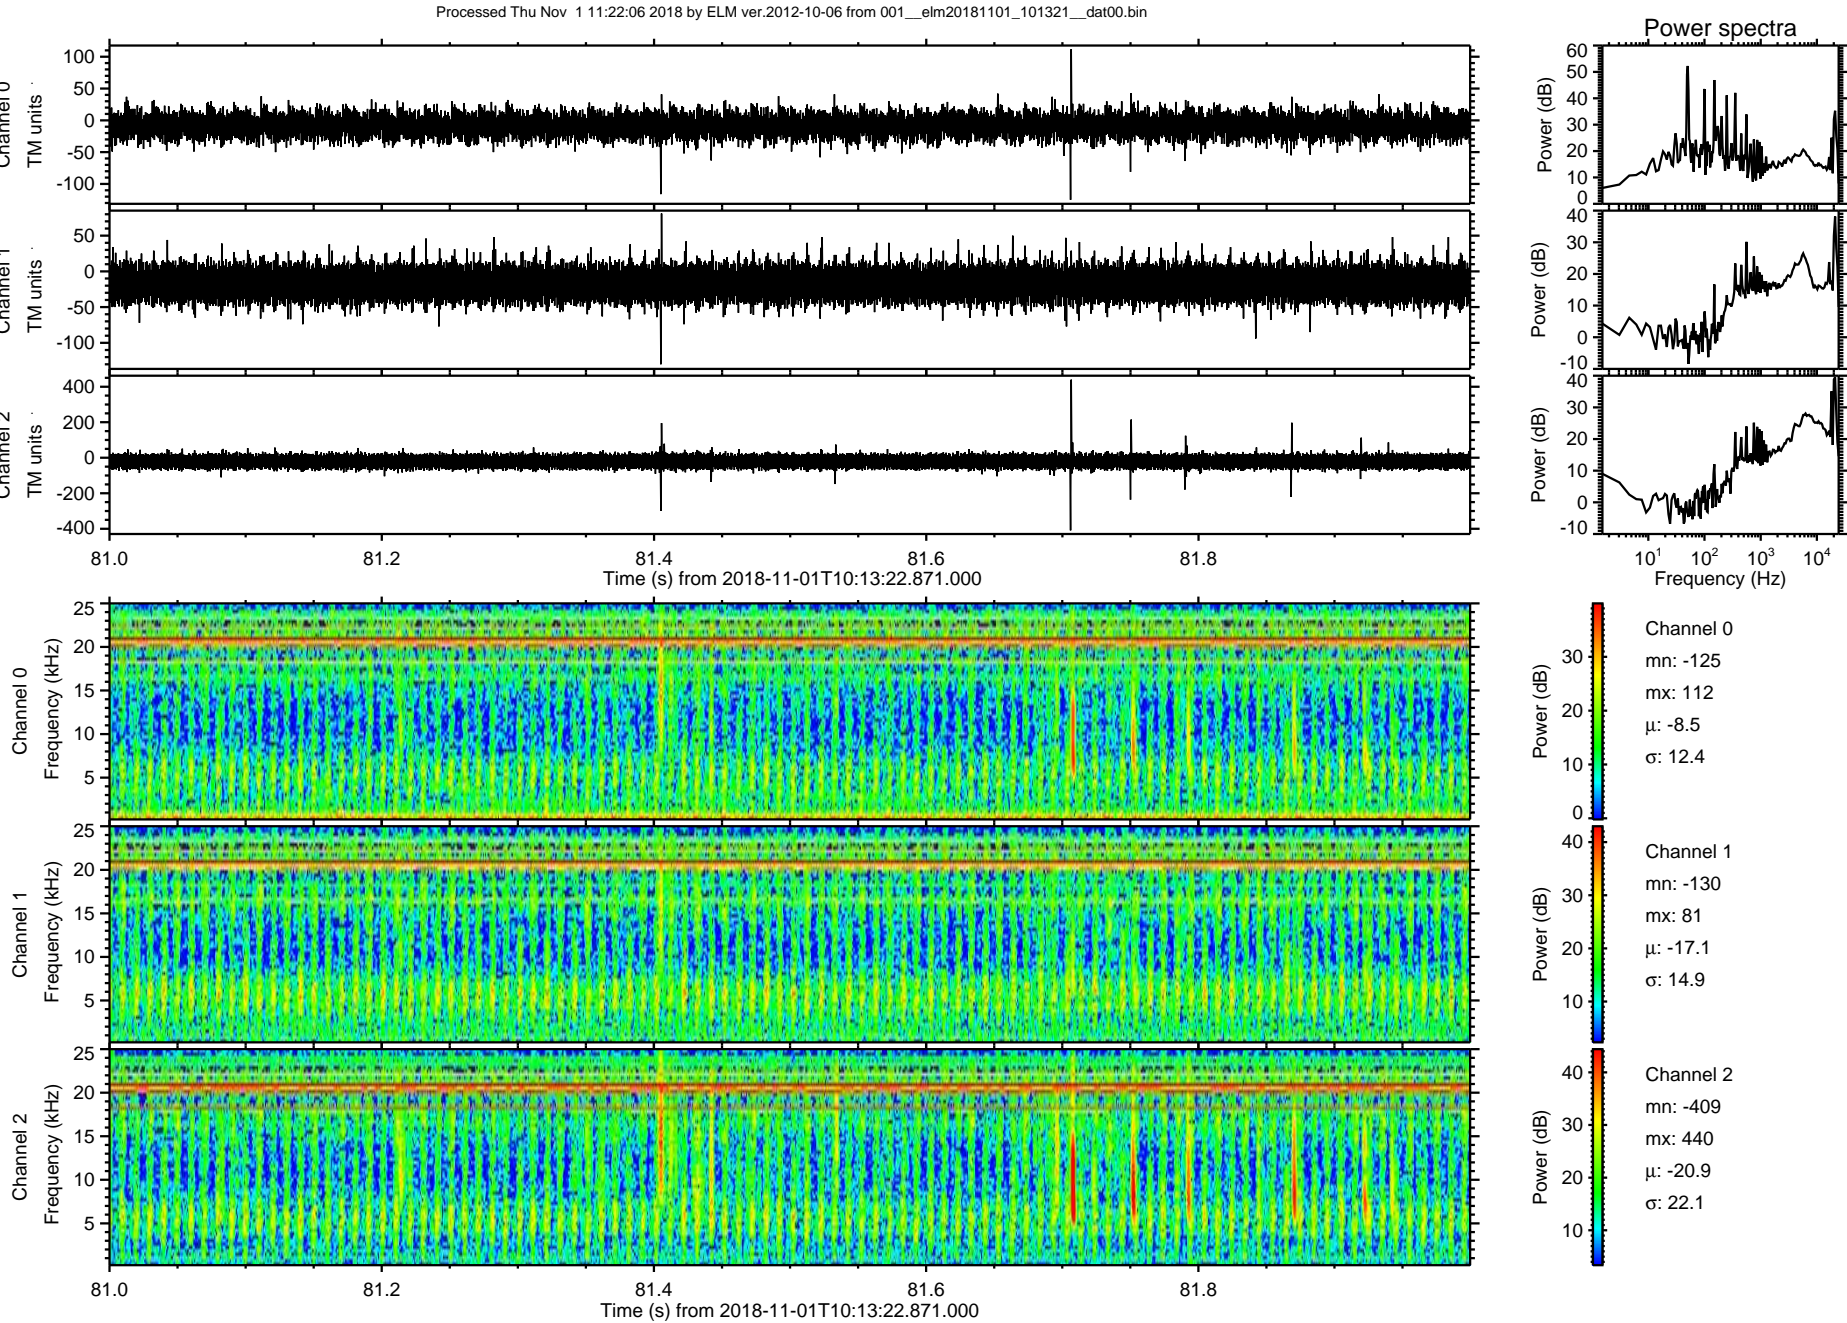 Processed Thu Nov  1 11:22:06 2018 by ELM ver.2012-10-06 from 001__elm20181101_101321__dat00.bin
Power spectra
Channel 0
TM units
100
50
0
-50
-100
Power (dB)
60
50
40
30
20
10
0
Channel 1
TM units
50
0
-50
-100
Power (dB)
40
30
20
10
0
-10
Channel 2
TM units
400
200
0
-200
-400
Power (dB)
40
30
20
10
0
-10
81.0 81.2 81.4 81.6 81.8
Time (s) from 2018-11-01T10:13:22.871.000
10¹ 10² 10³ 10⁴
Frequency (Hz)
Channel 0
Frequency (kHz)
25
20
15
10
5
Power (dB)
30
20
10
0
Channel 0
mn: -125
mx: 112
μ: -8.5
σ: 12.4
Channel 1
Frequency (kHz)
25
20
15
10
5
Power (dB)
40
30
20
10
Channel 1
mn: -130
mx: 81
μ: -17.1
σ: 14.9
Channel 2
Frequency (kHz)
25
20
15
10
5
Power (dB)
40
30
20
10
Channel 2
mn: -409
mx: 440
μ: -20.9
σ: 22.1
81.0 81.2 81.4 81.6 81.8
Time (s) from 2018-11-01T10:13:22.871.000